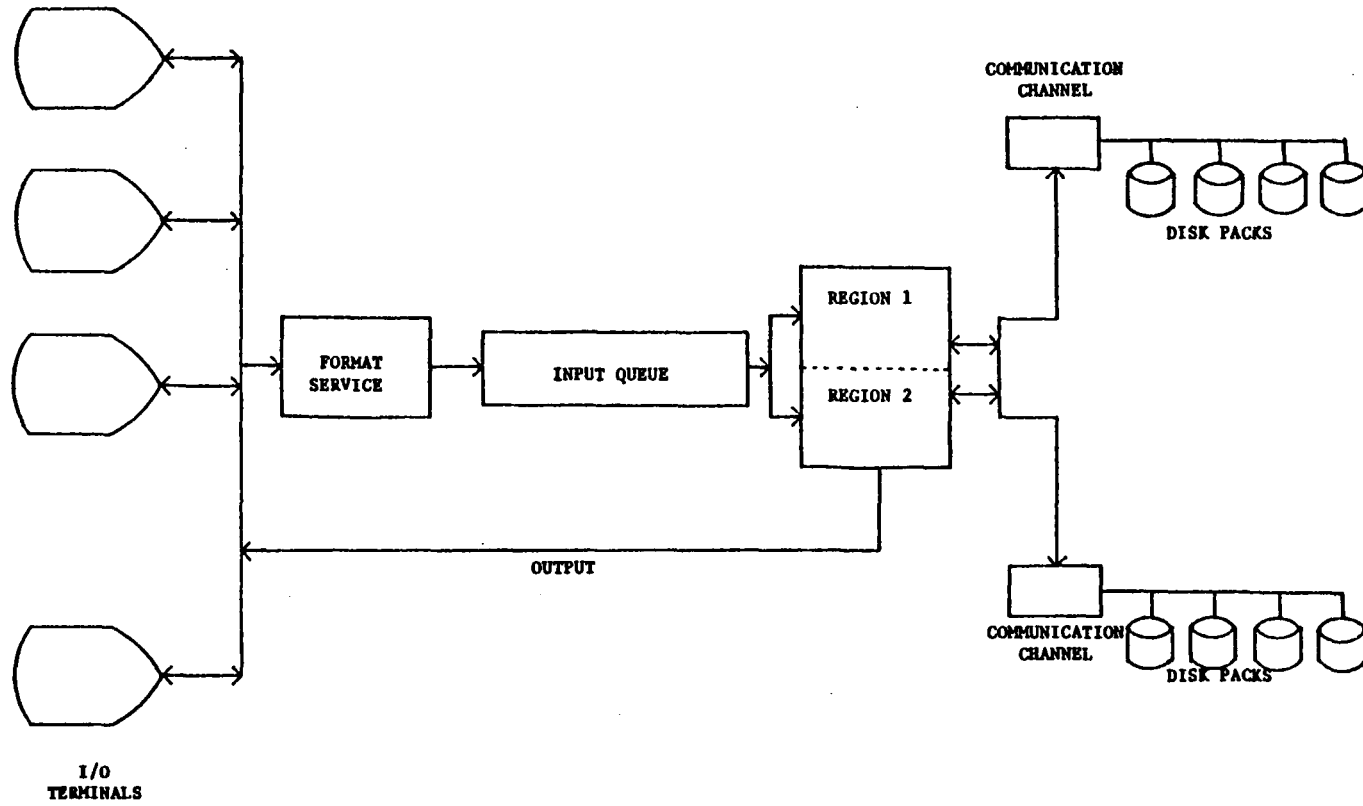 COMMUNICATION
CHANNEL
DISK PACKS
REGION 1
FORMAT
SERVICE
INPUT QUEUE
REGION 2
OUTPUT
COMMUNICATION
CHANNEL
DISK PACKS
I/O
TERMINALS